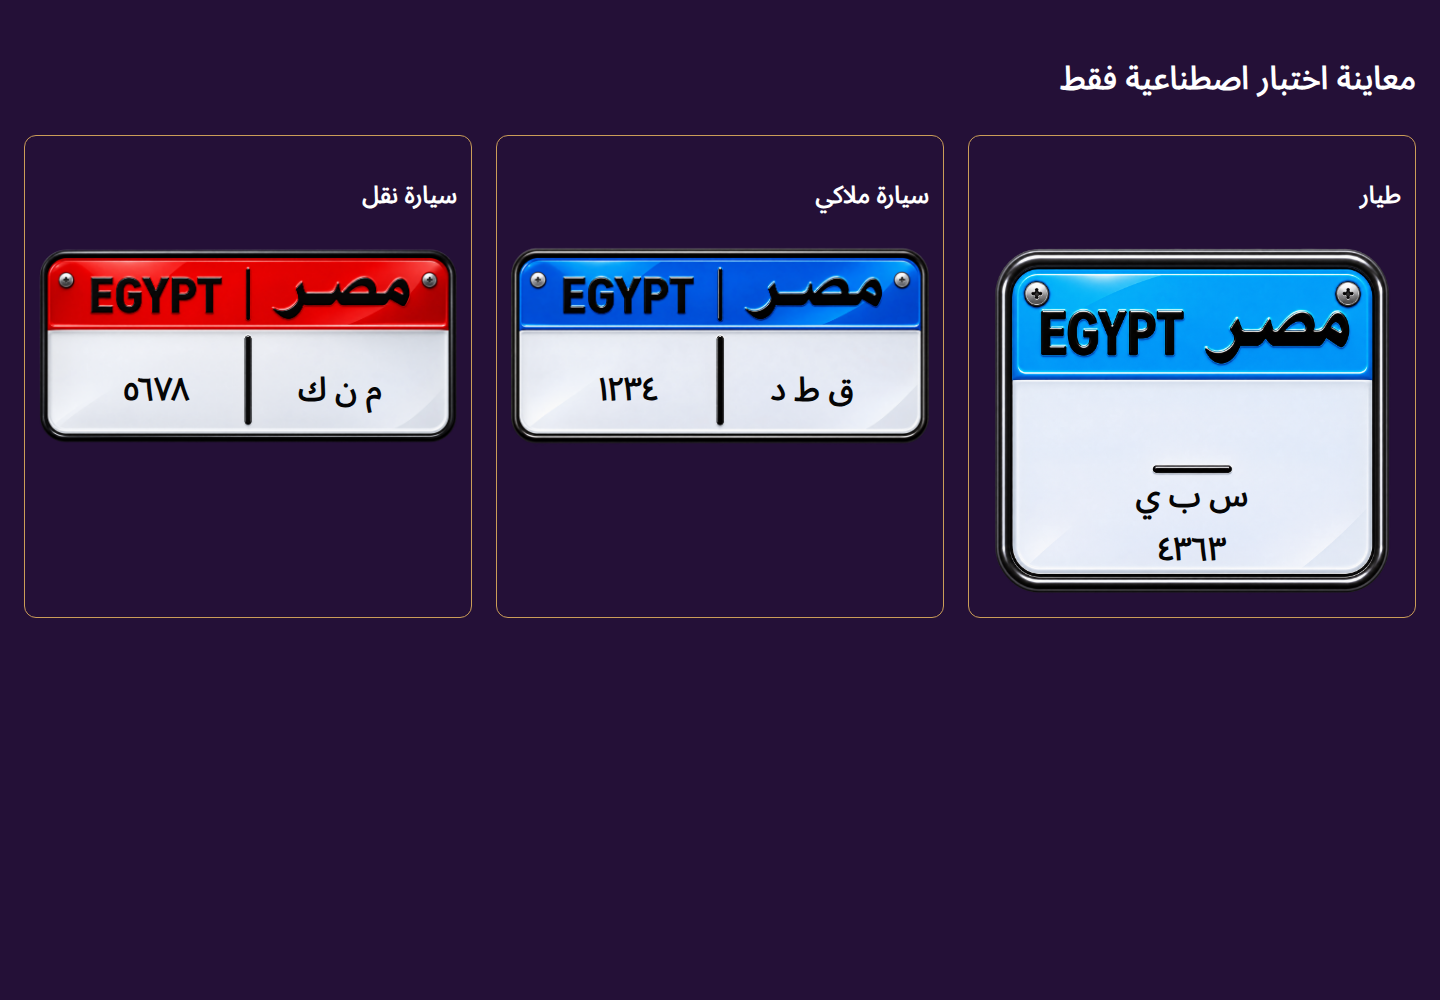 معاينة اختبار اصطناعية فقط
طيار
مصر EGYPT
س ب ي
٤٣٦٣
سيارة ملاكي
مصر EGYPT
ق ط د ١٢٣٤
سيارة نقل
مصر EGYPT
م ن ك ٥٦٧٨